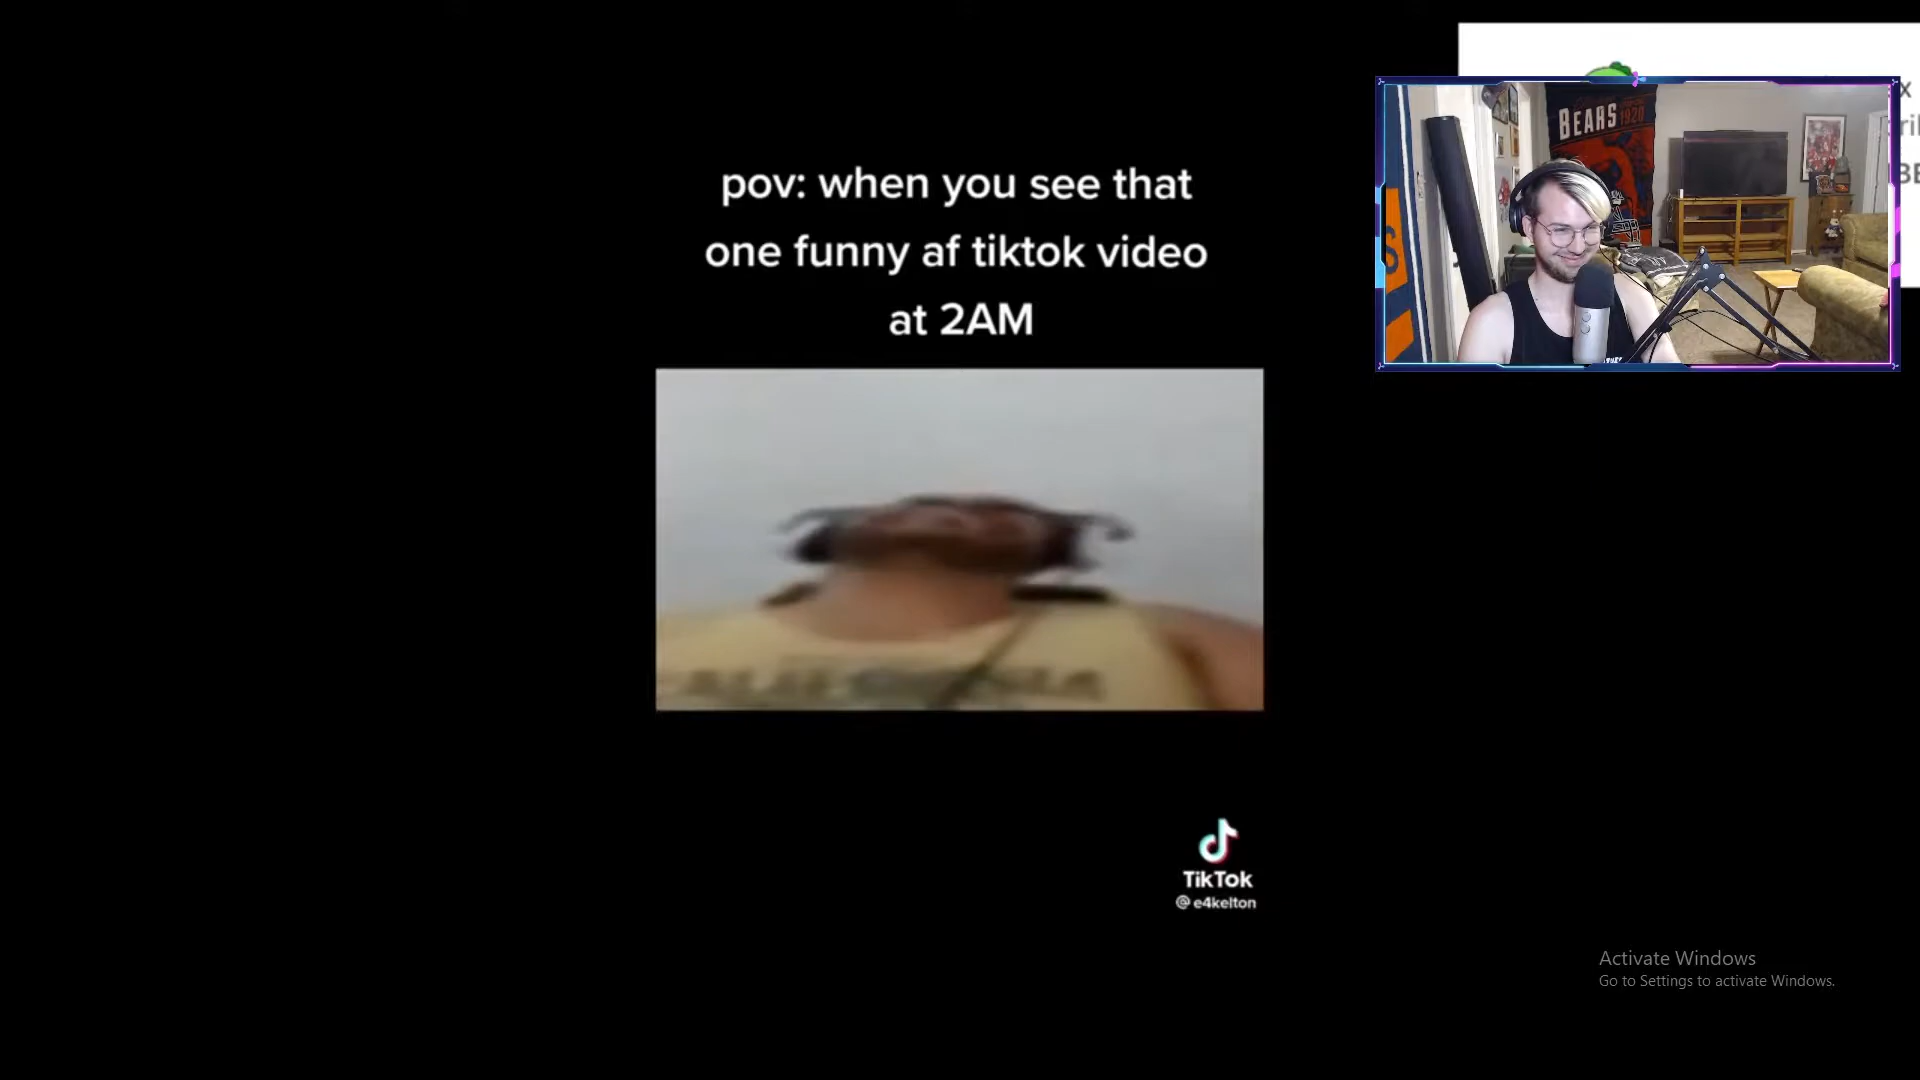 pov: when you see that
one funny af tiktok video
at 2AM
BEARS
1920
TikTok
@e4kelton
Activate Windows
Go to Settings to activate Windows.